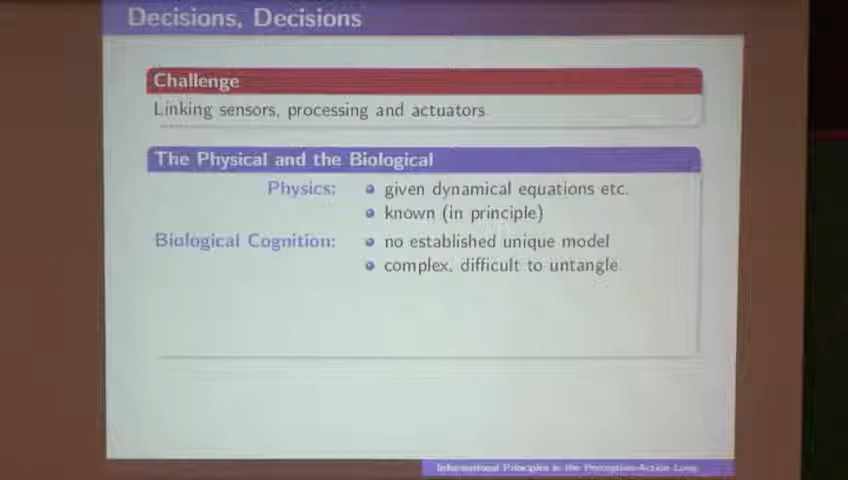 Decisions, Decisions
Challenge
Linking sensors, processing and actuators
The Physical and the Biological
Physics: • given dynamical equations etc.
• known (in principle)
Biological Cognition: • no established unique model
• complex, difficult to untangle
Informational Principles in the Perception-Action Loop